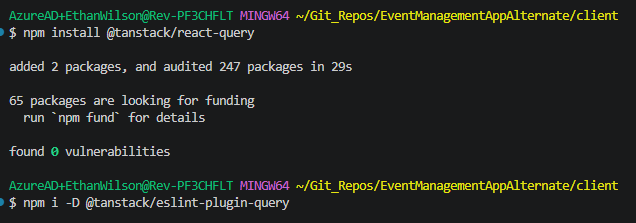 AzureAD+EthanWilson@Rev-PF3CHFLT MINGW64 ~/Git_Repos/EventManagementAppAlternate/client
$ npm install @tanstack/react-query
added 2 packages, and audited 247 packages in 29s
65 packages are looking for funding
  run `npm fund` for details
found 0 vulnerabilities
AzureAD+EthanWilson@Rev-PF3CHFLT MINGW64 ~/Git_Repos/EventManagementAppAlternate/client
$ npm i -D @tanstack/eslint-plugin-query